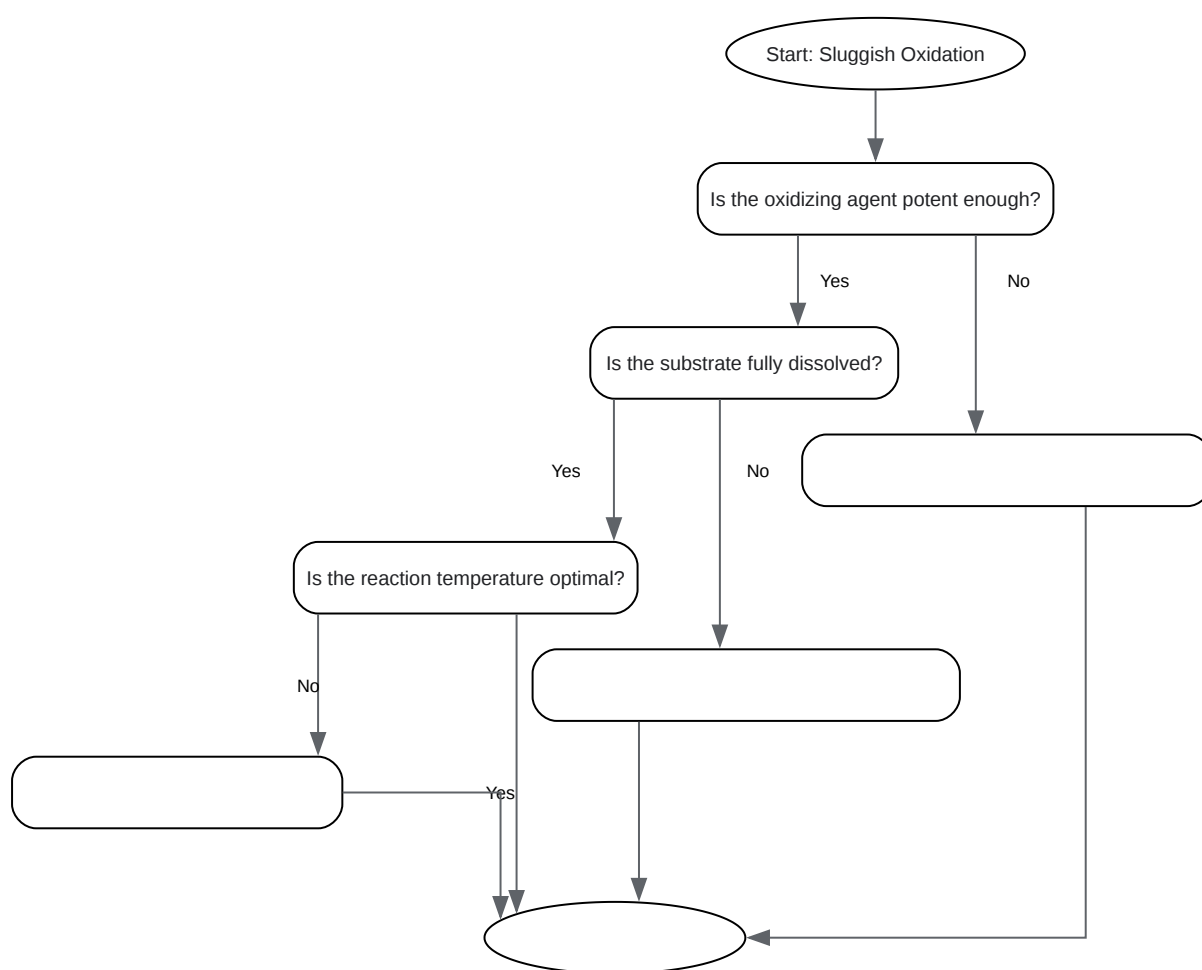 Start: Sluggish Oxidation
Is the oxidizing agent potent enough?
Yes
No
Is the substrate fully dissolved?
Yes
No
Is the reaction temperature optimal?
No
Yes